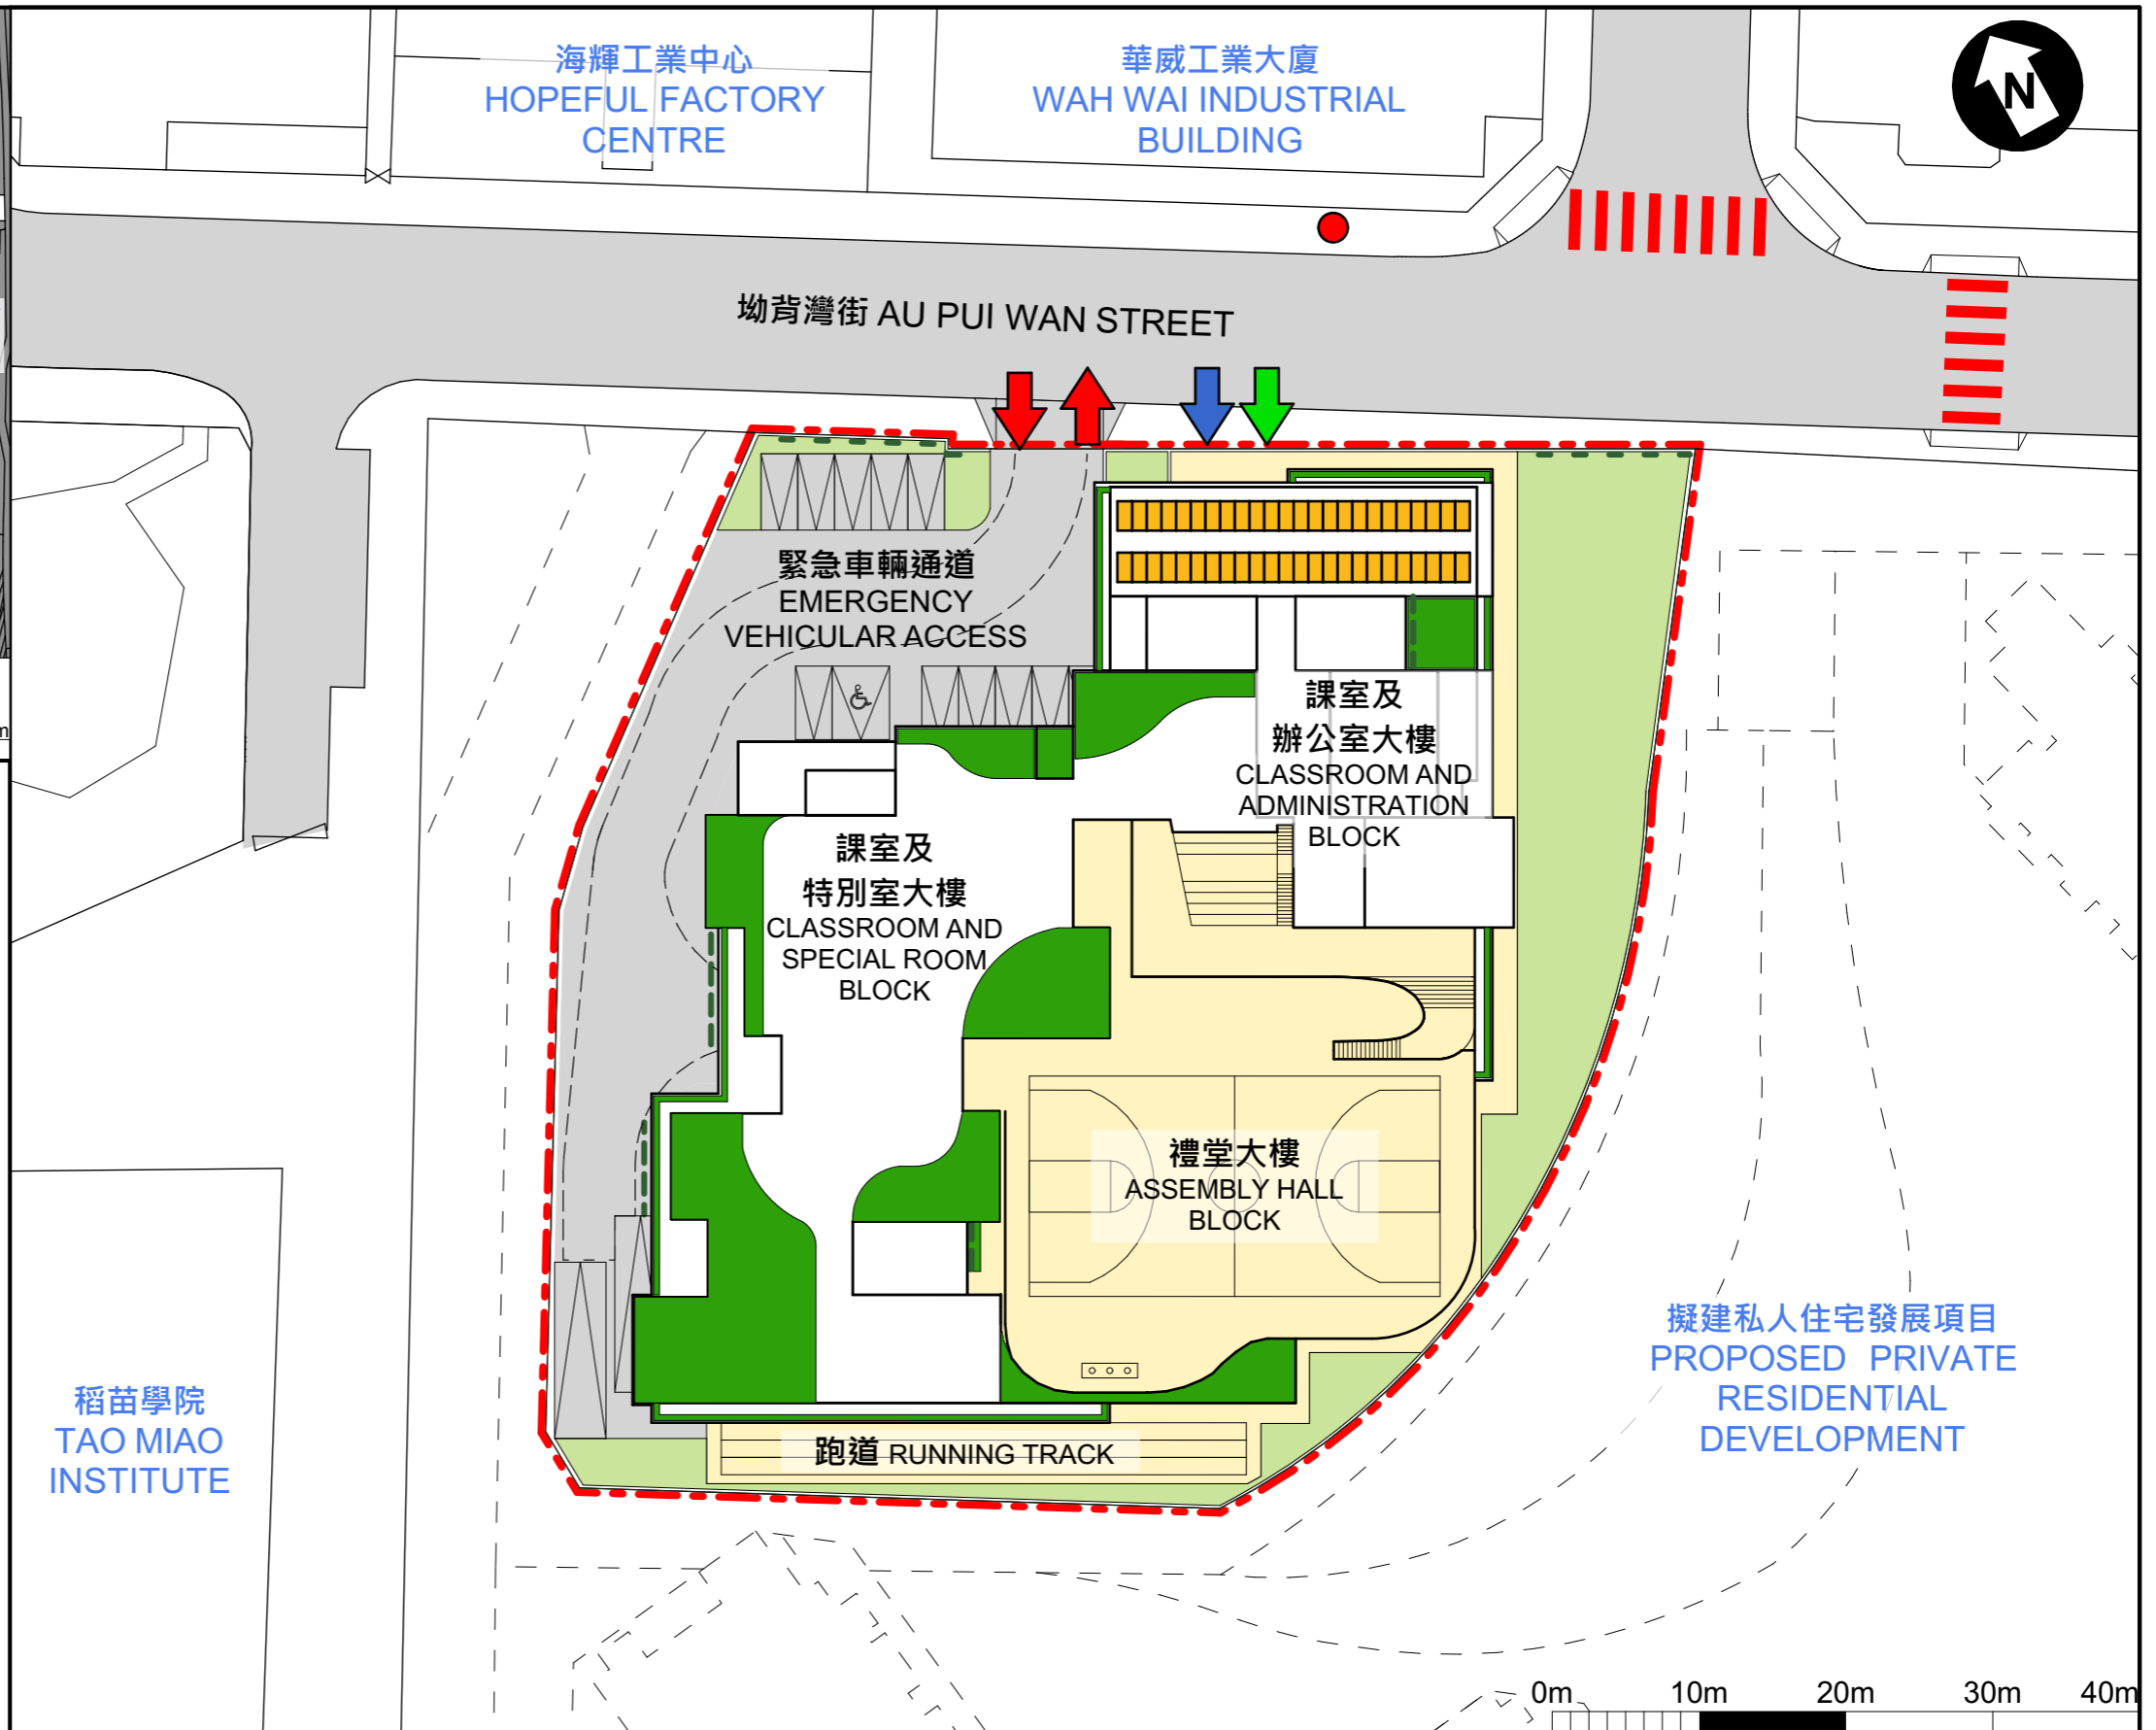 海輝工業中心
HOPEFUL FACTORY
CENTRE
華威工業大廈
WAH WAI INDUSTRIAL
BUILDING
N
坳背灣街 AU PUI WAN STREET
緊急車輛通道
EMERGENCY
VEHICULAR ACCESS
課室及
辦公室大樓
CLASSROOM AND
ADMINISTRATION
BLOCK
課室及
特別室大樓
CLASSROOM AND
SPECIAL ROOM
BLOCK
禮堂大樓
ASSEMBLY HALL
BLOCK
跑道 RUNNING TRACK
稻苗學院
TAO MIAO
INSTITUTE
擬建私人住宅發展項目
PROPOSED PRIVATE
RESIDENTIAL
DEVELOPMENT
0m 10m 20m 30m 40m